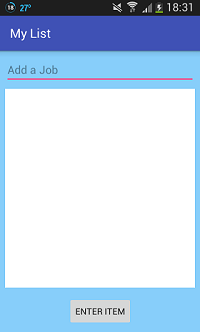 18 27° 18:31
My List
Add a Job
ENTER ITEM